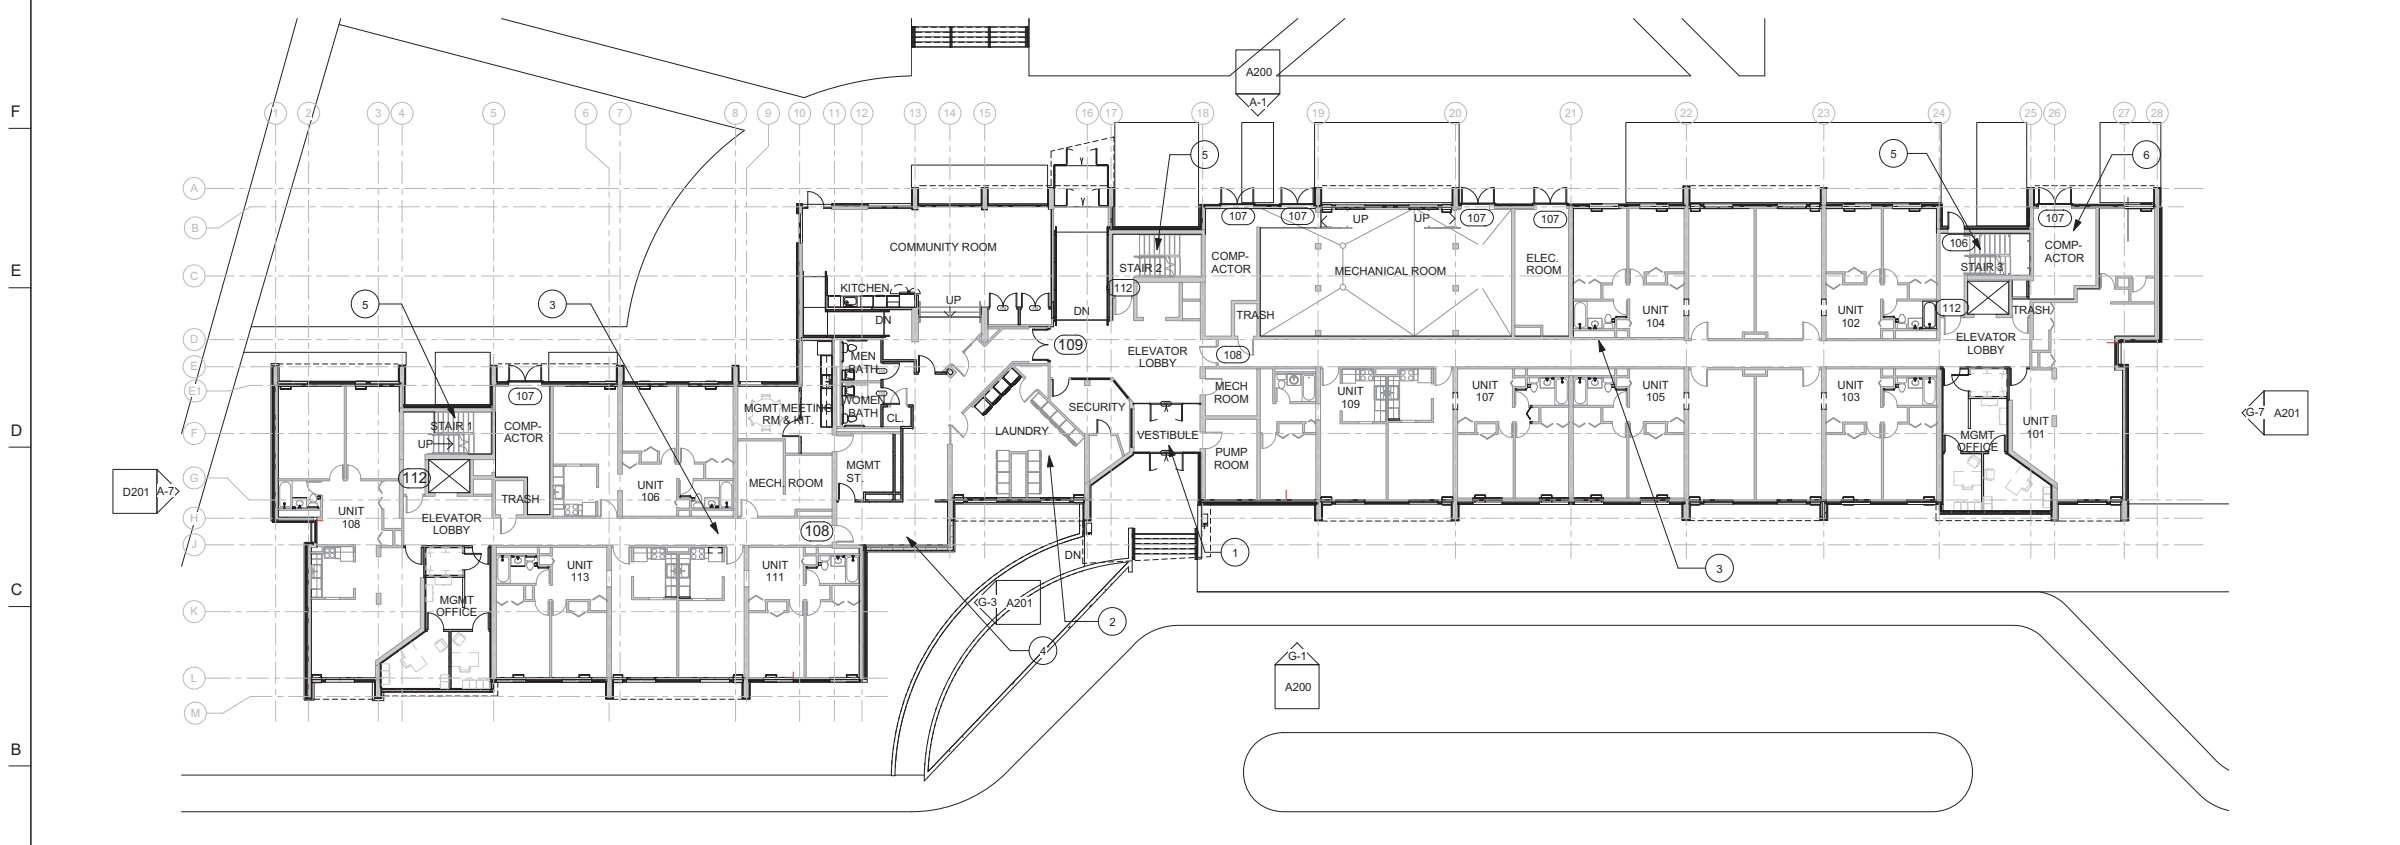 F
E
D
C
B
A200
A-1
1
2
3
4
5
6
7
8
9
10
11
12
13
14
15
16
17
18
19
20
21
22
23
24
25
26
27
28
A
B
C
D
E
E1
F
G
H
J
K
L
M
5
5
6
5
3
107
107
107
107
107
UP
UP
COMMUNITY ROOM
KITCHEN
UP
DN
DN
STAIR 2
112
COMP-
ACTOR
TRASH
MECHANICAL ROOM
ELEC.
ROOM
UNIT
104
UNIT
102
106
STAIR 3
112
COMP-
ACTOR
TRASH
ELEVATOR
LOBBY
109
ELEVATOR
LOBBY
108
MEN
BATH
WOMEN
BATH
CL.
MGMT MEETING
RM & KIT.
MECH. ROOM
MGMT
ST.
LAUNDRY
SECURITY
VESTIBULE
MECH
ROOM
PUMP
ROOM
UNIT
109
UNIT
107
UNIT
105
UNIT
103
MGMT
OFFICE
UNIT
101
G-7
A201
107
STAIR 1
UP
COMP-
ACTOR
112
TRASH
UNIT
106
D201
A-7
UNIT
108
ELEVATOR
LOBBY
108
UNIT
113
UNIT
111
MGMT
OFFICE
DN
1
3
G-3
A201
2
4
G-1
A200